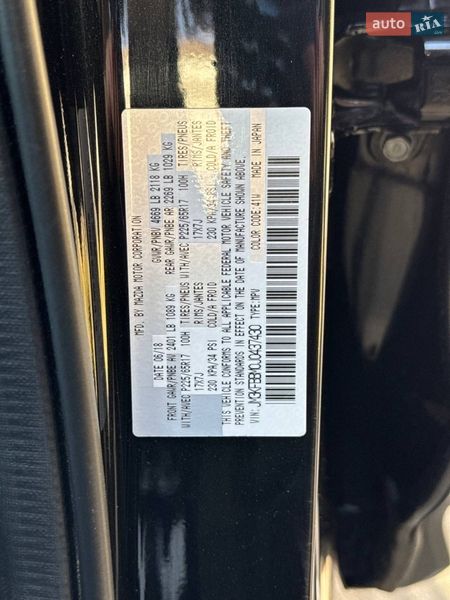 auto RIA
MFD. BY MAZDA MOTOR CORPORATION
DATE 06/18 GVWR/PNBV 4669 LB 2118 KG
FRONT GAWR/PNBE AV 2401 LB 1089 KG REAR GAWR/PNBE AR 2269 LB 1029 KG
WITH/AVEC P225/65R17 100H TIRES/PNEUS WITH/AVEC P225/65R17 100H TIRES/PNEUS
17X7J RIMS/JANTES 17X7J RIMS/JANTES
230 KPA/34 PSI COLD/A FROID 230 KPA/34 PSI COLD/A FROID
THIS VEHICLE CONFORMS TO ALL APPLICABLE FEDERAL MOTOR VEHICLE SAFETY AND THEFT
PREVENTION STANDARDS IN EFFECT ON THE DATE OF MANUFACTURE SHOWN ABOVE.
VIN: TYPE:MPV COLOR CODE:41W MADE IN JAPAN